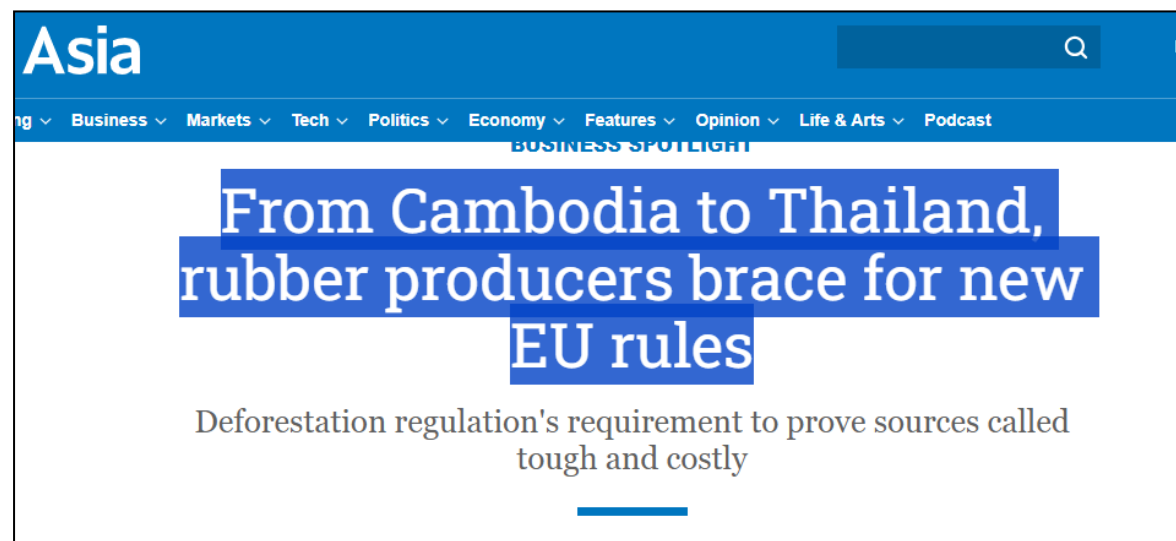 Asia
Business Markets Tech Politics Economy Features Opinion Life & Arts Podcast
BUSINESS SPOTLIGHT
From Cambodia to Thailand,
rubber producers brace for new
EU rules
Deforestation regulation's requirement to prove sources called
tough and costly